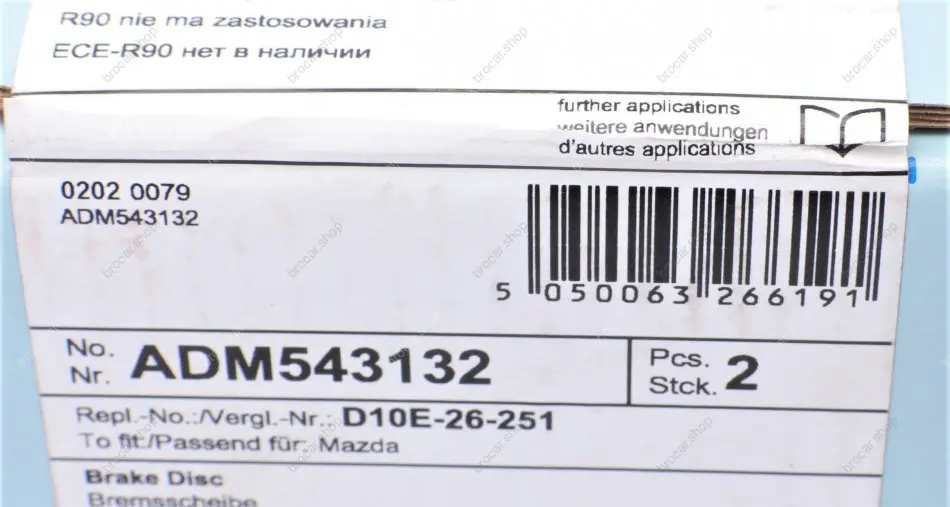 R90 nie ma zastosowania
ECE-R90 нет в наличии
further applications
weitere anwendungen
d'autres applications
0202 0079
ADM543132
5 050063 266191
No.
Nr. ADM543132
Pcs.
Stck. 2
Repl.-No.:/Vergl.-Nr.: D10E-26-251
To fit:/Passend für: Mazda
Brake Disc
Bremsscheibe
brocar.shop